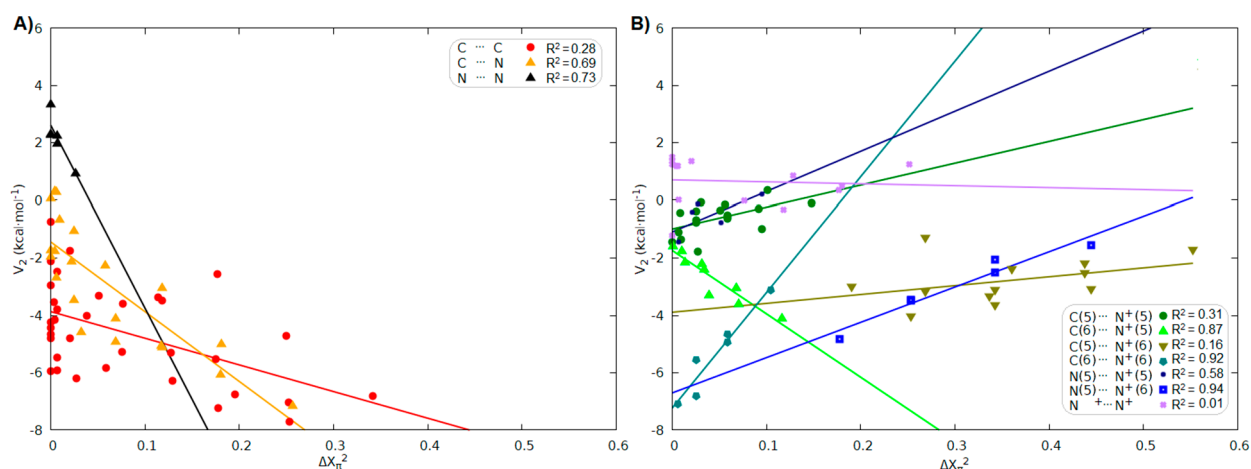 A)
6
4
2
0
-2
-4
-6
-8
V₂ (kcal·mol⁻¹)
0
0.1
0.2
0.3
0.4
0.5
0.6
ΔXπ²
C ··· C R²=0.28
C ··· N R²=0.69
N ··· N R²=0.73
B)
6
4
2
0
-2
-4
-6
-8
V₂ (kcal·mol⁻¹)
0
0.1
0.2
0.3
0.4
0.5
0.6
ΔXπ²
C(5)··· N⁺(5) R²=0.31
C(6)··· N⁺(5) R²=0.87
C(5)··· N⁺(6) R²=0.16
C(6)··· N⁺(6) R²=0.92
N(5)··· N⁺(5) R²=0.58
N(5)··· N⁺(6) R²=0.94
N ⁺··· N⁺ R²=0.01